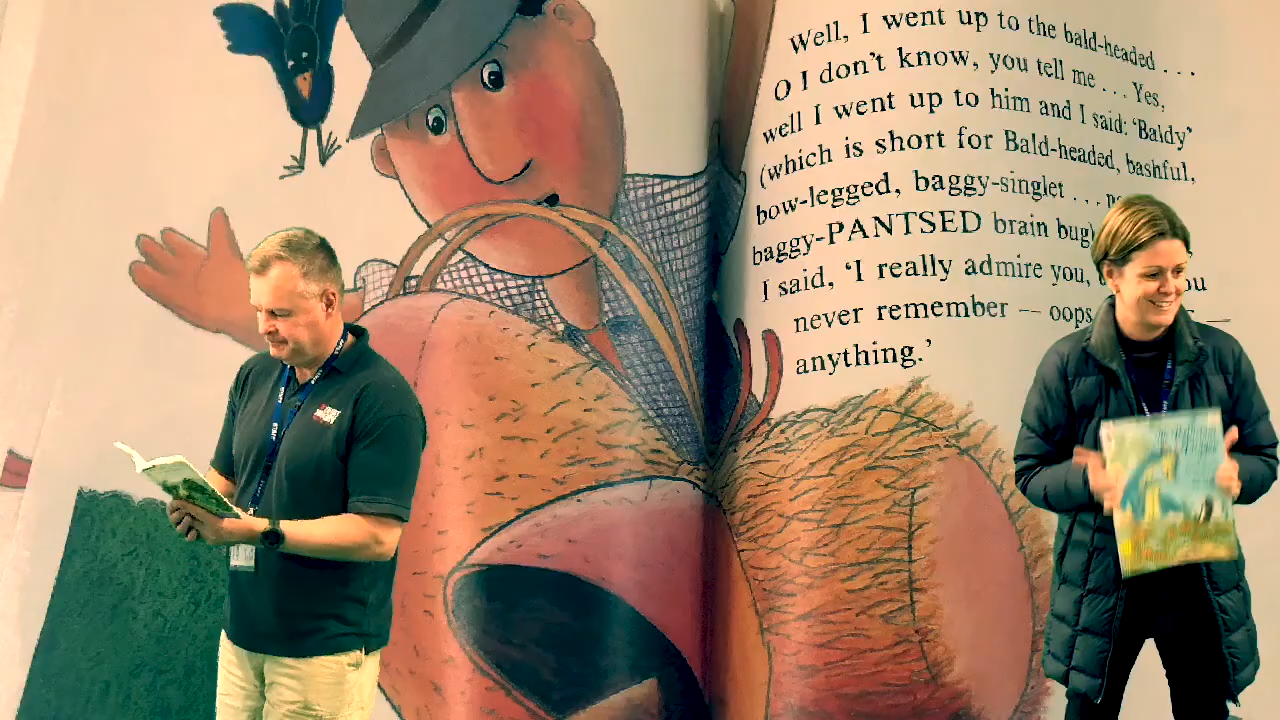 Well, I went up to the bald-headed . . .
O I don't know, you tell me . . . Yes,
well I went up to him and I said: 'Baldy'
(which is short for Bald-headed, bashful,
bow-legged, baggy-singlet . . .
baggy-PANTSED brain bug)
I said, 'I really admire you,
never remember — oops
anything.'